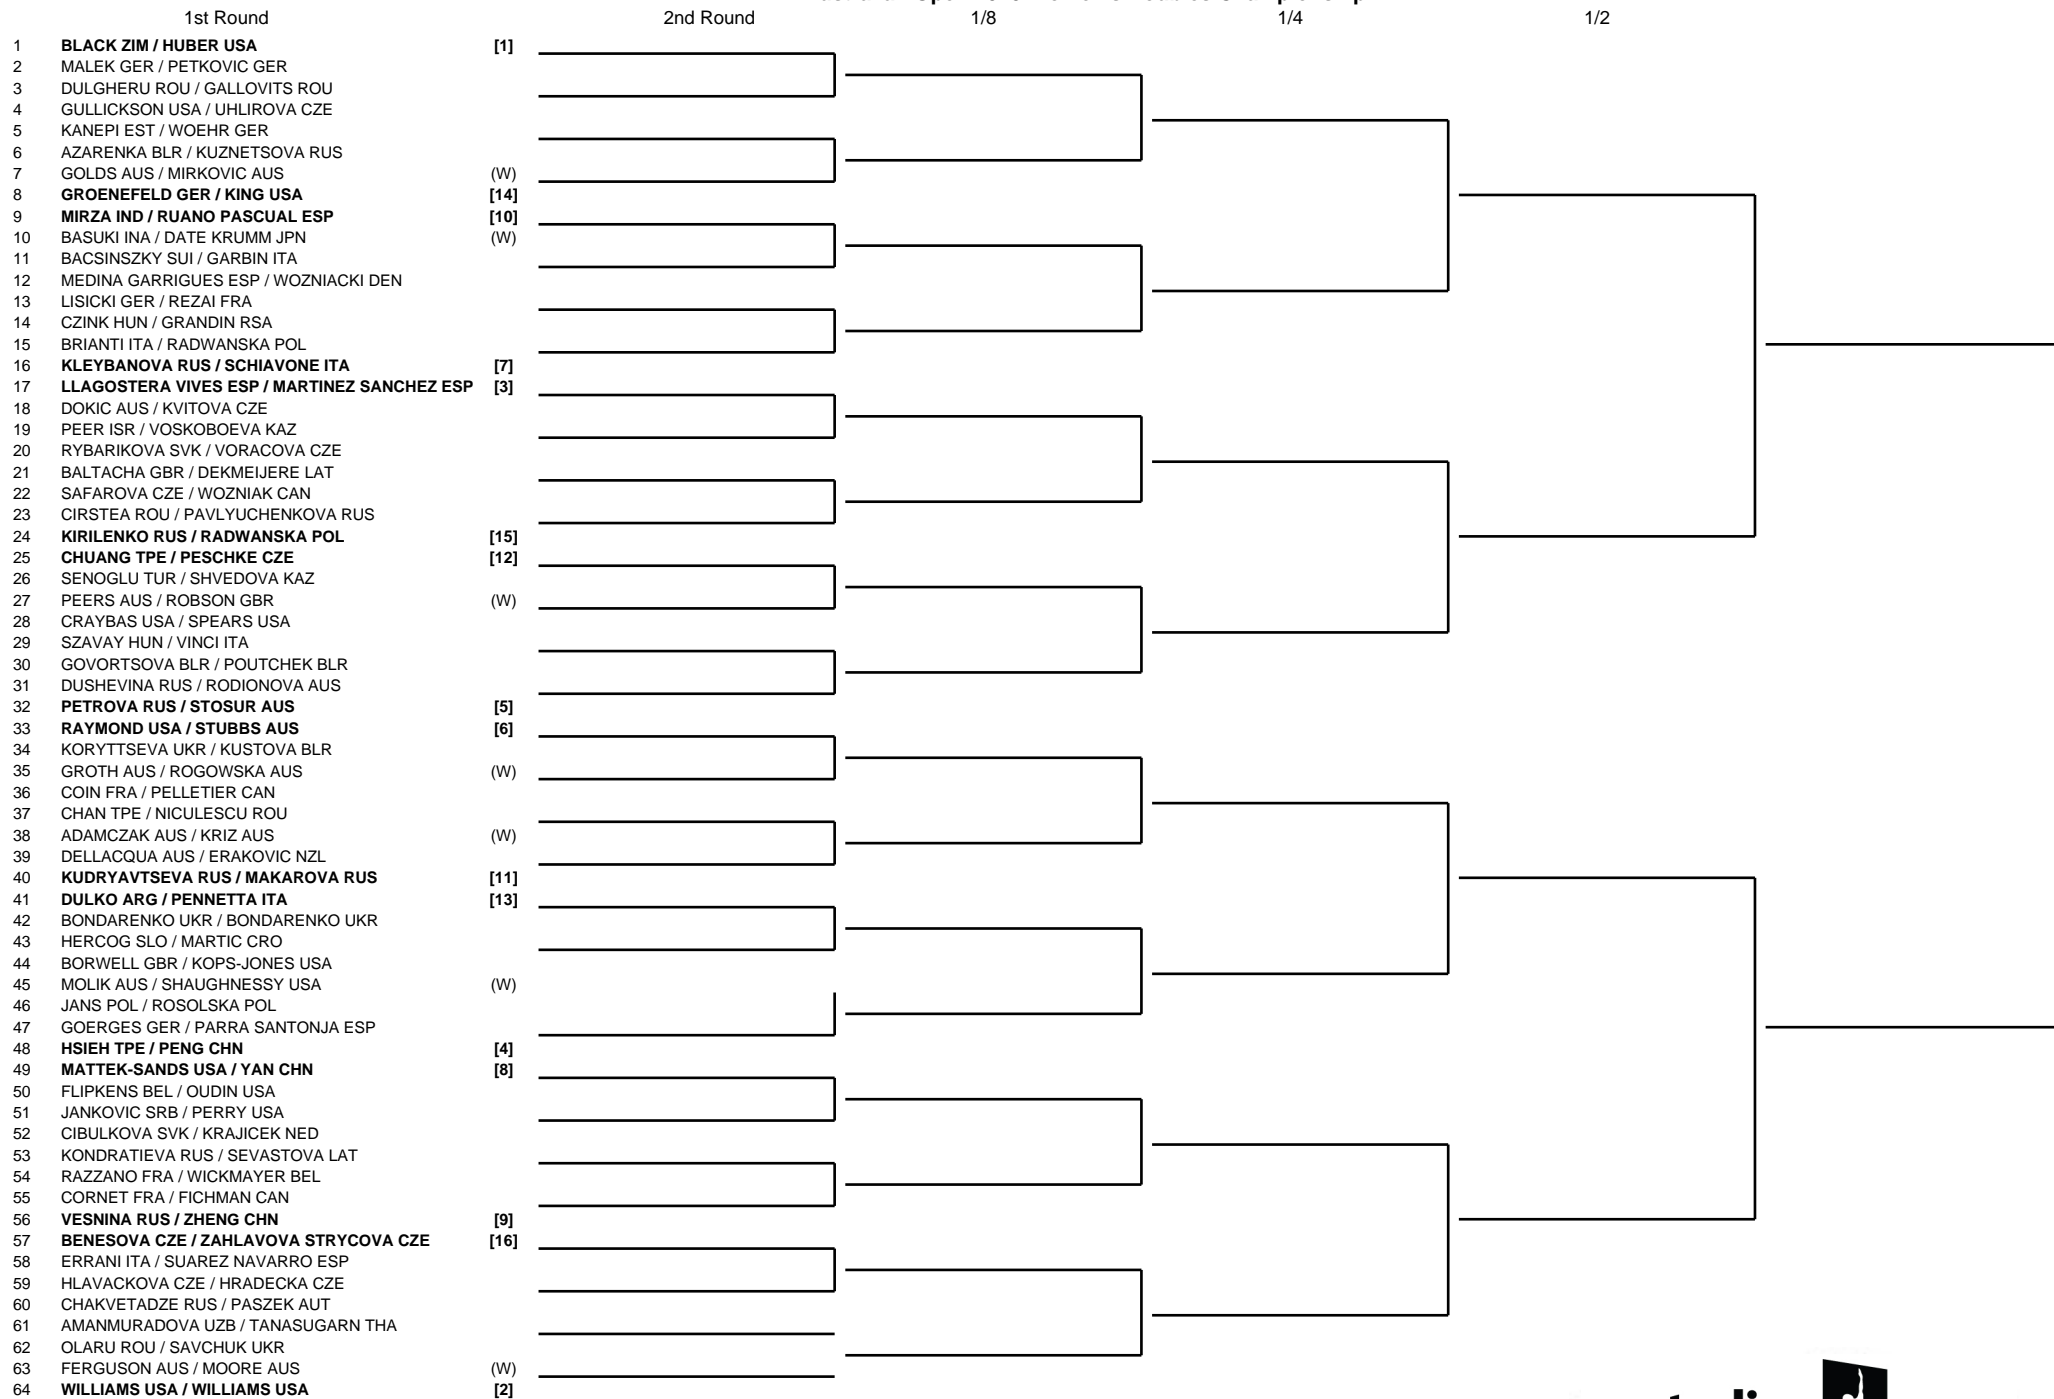 1st Round 2nd Round 1/8 1/4 1/2
1 BLACK ZIM / HUBER USA [1]
2 MALEK GER / PETKOVIC GER
3 DULGHERU ROU / GALLOVITS ROU
4 GULLICKSON USA / UHLIROVA CZE
5 KANEPI EST / WOEHR GER
6 AZARENKA BLR / KUZNETSOVA RUS
7 GOLDS AUS / MIRKOVIC AUS (W)
8 GROENEFELD GER / KING USA [14]
9 MIRZA IND / RUANO PASCUAL ESP [10]
10 BASUKI INA / DATE KRUMM JPN (W)
11 BACSINSZKY SUI / GARBIN ITA
12 MEDINA GARRIGUES ESP / WOZNIACKI DEN
13 LISICKI GER / REZAI FRA
14 CZINK HUN / GRANDIN RSA
15 BRIANTI ITA / RADWANSKA POL
16 KLEYBANOVA RUS / SCHIAVONE ITA [7]
17 LLAGOSTERA VIVES ESP / MARTINEZ SANCHEZ ESP [3]
18 DOKIC AUS / KVITOVA CZE
19 PEER ISR / VOSKOBOEVA KAZ
20 RYBARIKOVA SVK / VORACOVA CZE
21 BALTACHA GBR / DEKMEIJERE LAT
22 SAFAROVA CZE / WOZNIAK CAN
23 CIRSTEA ROU / PAVLYUCHENKOVA RUS
24 KIRILENKO RUS / RADWANSKA POL [15]
25 CHUANG TPE / PESCHKE CZE [12]
26 SENOGLU TUR / SHVEDOVA KAZ
27 PEERS AUS / ROBSON GBR (W)
28 CRAYBAS USA / SPEARS USA
29 SZAVAY HUN / VINCI ITA
30 GOVORTSOVA BLR / POUTCHEK BLR
31 DUSHEVINA RUS / RODIONOVA AUS
32 PETROVA RUS / STOSUR AUS [5]
33 RAYMOND USA / STUBBS AUS [6]
34 KORYTTSEVA UKR / KUSTOVA BLR
35 GROTH AUS / ROGOWSKA AUS (W)
36 COIN FRA / PELLETIER CAN
37 CHAN TPE / NICULESCU ROU
38 ADAMCZAK AUS / KRIZ AUS (W)
39 DELLACQUA AUS / ERAKOVIC NZL
40 KUDRYAVTSEVA RUS / MAKAROVA RUS [11]
41 DULKO ARG / PENNETTA ITA [13]
42 BONDARENKO UKR / BONDARENKO UKR
43 HERCOG SLO / MARTIC CRO
44 BORWELL GBR / KOPS-JONES USA
45 MOLIK AUS / SHAUGHNESSY USA (W)
46 JANS POL / ROSOLSKA POL
47 GOERGES GER / PARRA SANTONJA ESP
48 HSIEH TPE / PENG CHN [4]
49 MATTEK-SANDS USA / YAN CHN [8]
50 FLIPKENS BEL / OUDIN USA
51 JANKOVIC SRB / PERRY USA
52 CIBULKOVA SVK / KRAJICEK NED
53 KONDRATIEVA RUS / SEVASTOVA LAT
54 RAZZANO FRA / WICKMAYER BEL
55 CORNET FRA / FICHMAN CAN
56 VESNINA RUS / ZHENG CHN [9]
57 BENESOVA CZE / ZAHLAVOVA STRYCOVA CZE [16]
58 ERRANI ITA / SUAREZ NAVARRO ESP
59 HLAVACKOVA CZE / HRADECKA CZE
60 CHAKVETADZE RUS / PASZEK AUT
61 AMANMURADOVA UZB / TANASUGARN THA
62 OLARU ROU / SAVCHUK UKR
63 FERGUSON AUS / MOORE AUS (W)
64 WILLIAMS USA / WILLIAMS USA [2]